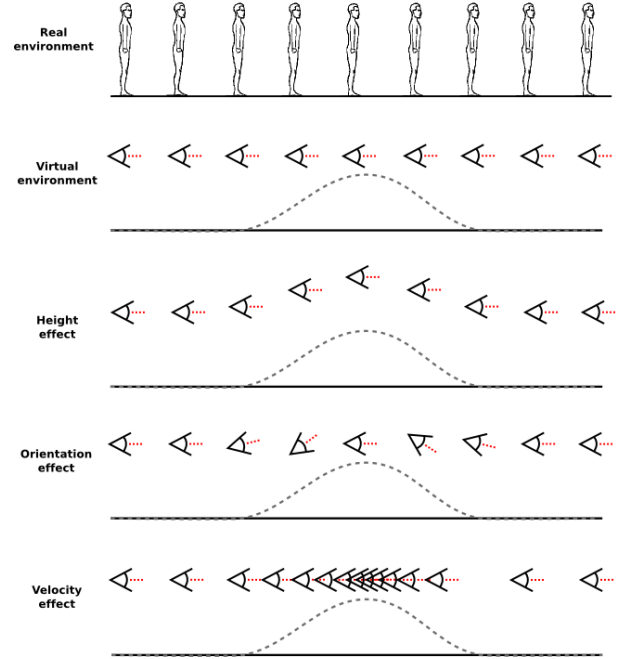 Real
environment
Virtual
environment
Height
effect
Orientation
effect
Velocity
effect